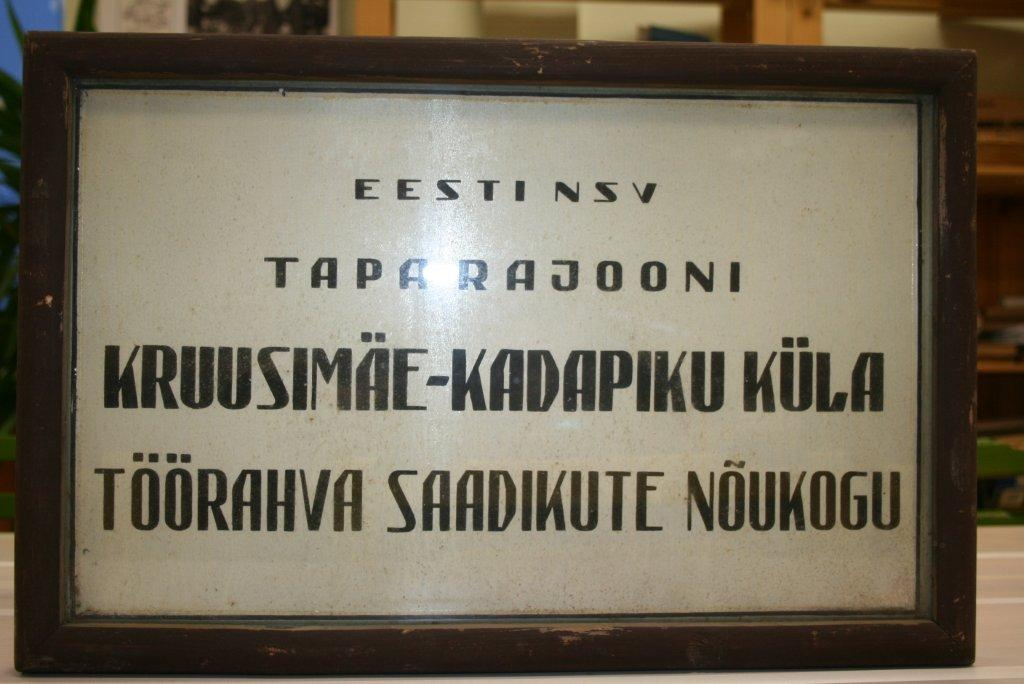 EESTI NSV
TAPA RAJOONI
KRUUSIMÄE-KADAPIKU KÜLA
TÖÖRAHVA SAADIKUTE NÕUKOGU